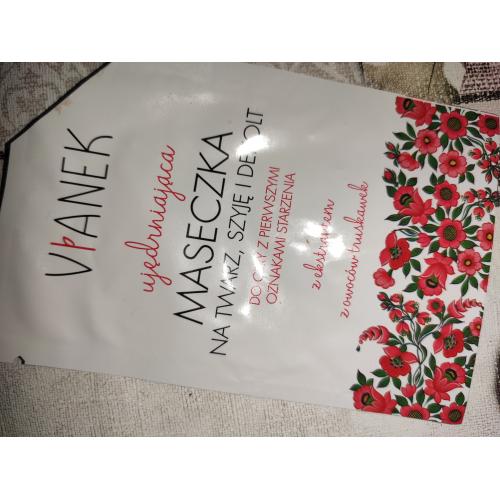 VIANEK
ujędrniająca
MASECZKA
NA TWARZ, SZYJĘ I DEKOLT
DO CERY Z PIERWSZYMI
OZNAKAMI STARZENIA
z ekstraktem
z owoców truskawek